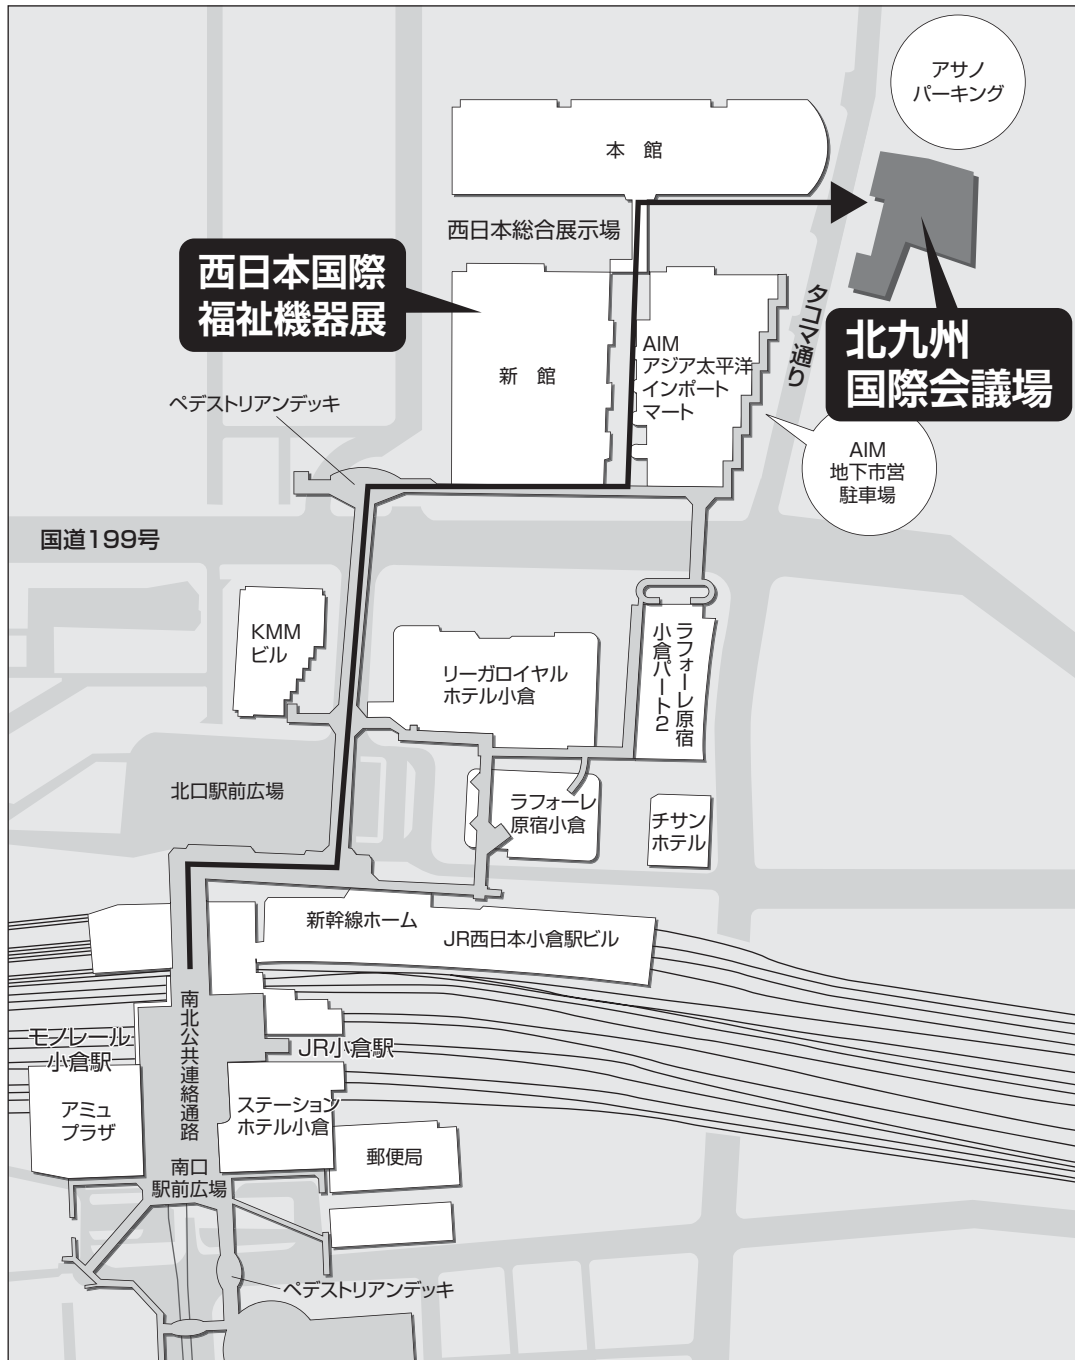 アサノ
パーキング
本 館
西日本総合展示場
西日本国際
福祉機器展
タコマ通り
北九州
国際会議場
AIM
アジア太平洋
インポート
マート
新 館
ペデストリアンデッキ
AIM
地下市営
駐車場
国道199号
KMM
ビル
リーガロイヤル
ホテル小倉
ラフォーレ原宿
小倉パート2
北口駅前広場
ラフォーレ
原宿小倉
チサン
ホテル
新幹線ホーム
JR西日本小倉駅ビル
南北公共連絡通路
モノレール
小倉駅
JR小倉駅
アミュ
プラザ
ステーション
ホテル小倉
郵便局
南口
駅前広場
ペデストリアンデッキ